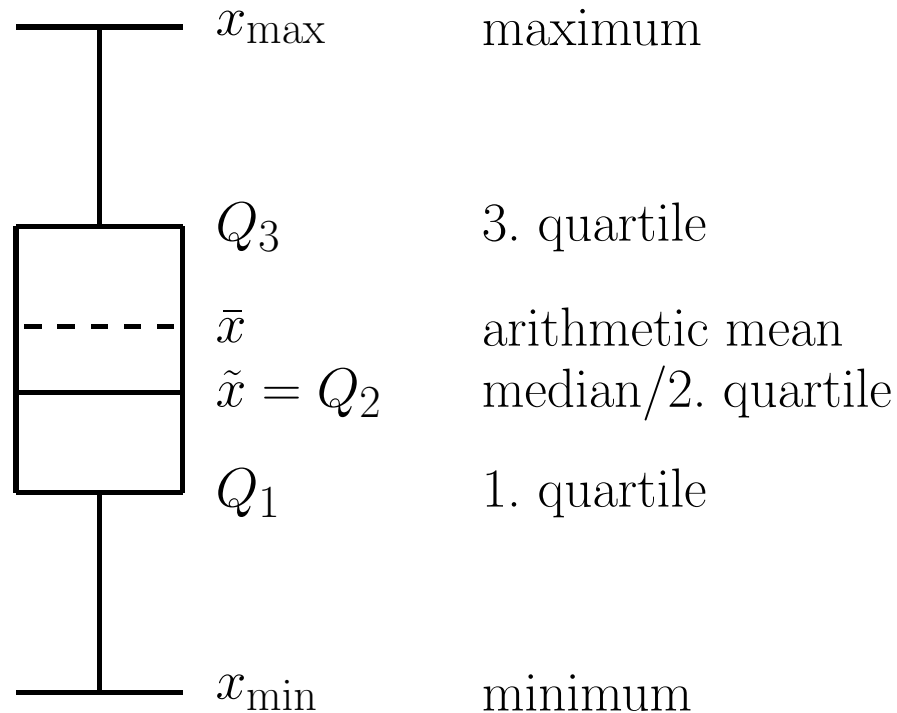 x_max maximum
Q_3 3. quartile
x̄ arithmetic mean
x̃ = Q_2 median/2. quartile
Q_1 1. quartile
x_min minimum